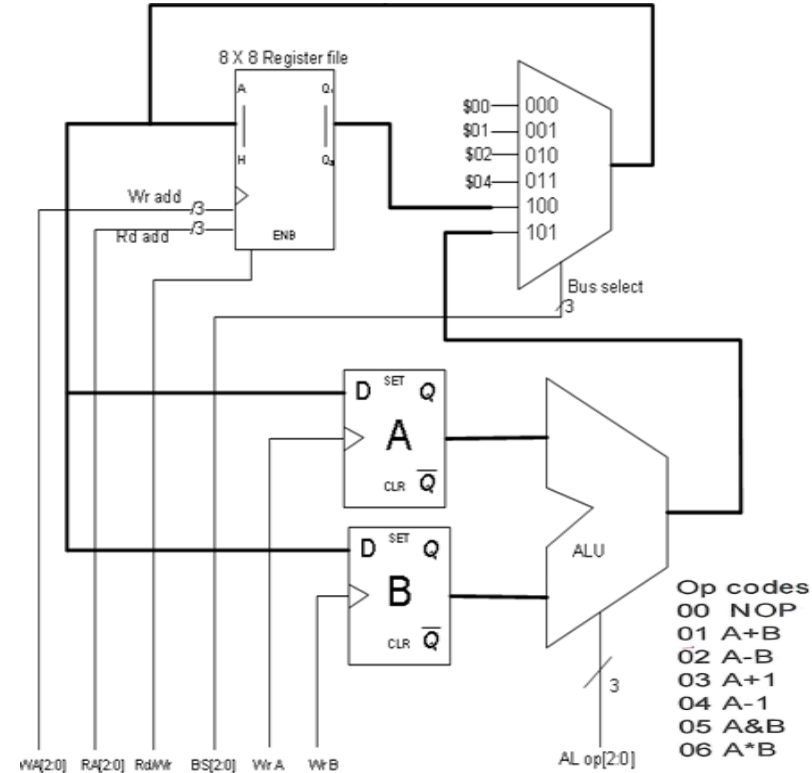 8 X 8 Register file
A
Q
H
Q
Wr add
/3
Rd add
/3
ENB
$00
000
$01
001
$02
010
$04
011
100
101
Bus select
3
D
SET
Q
A
CLR
Q
D
SET
Q
B
CLR
Q
ALU
3
Op codes
00 NOP
01 A+B
02 A-B
03 A+1
04 A-1
05 A&B
06 A*B
WA[2:0]
RA[2:0]
Rd/Wr
BS[2:0]
Wr A
Wr B
AL op[2:0]